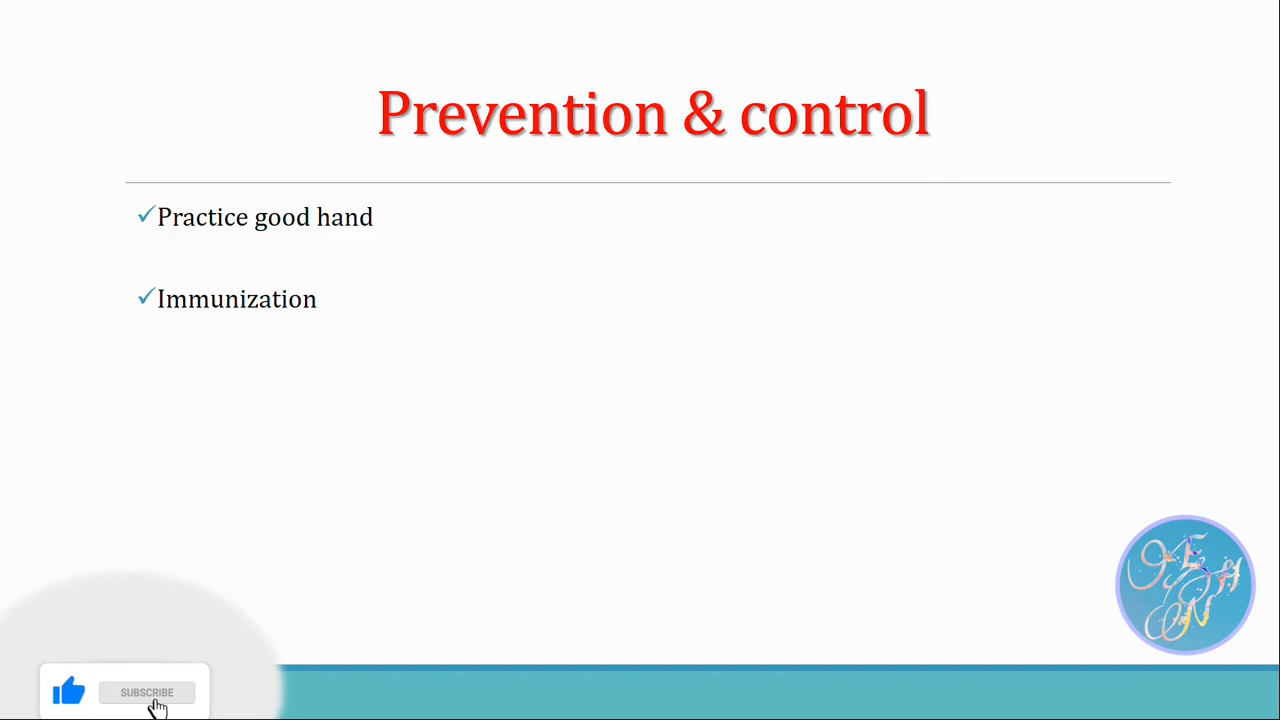 Prevention & control
✓Practice good hand
✓Immunization
SUBSCRIBE